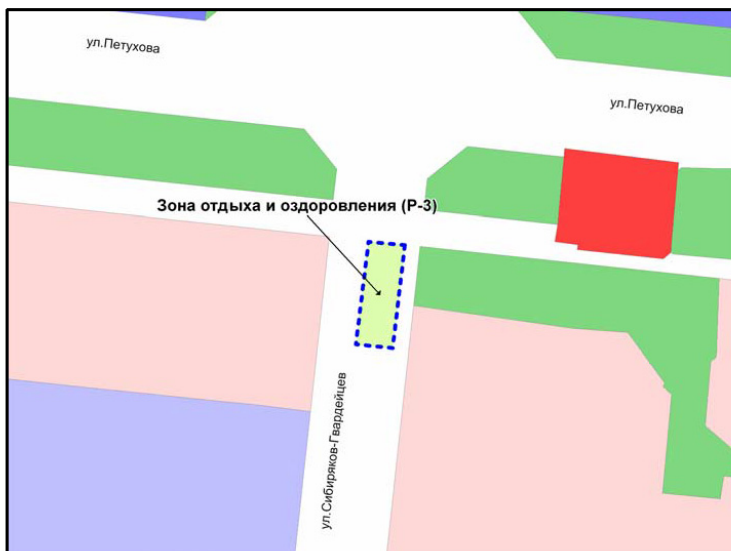 ул.Петухова
ул.Петухова
Зона отдыха и оздоровления (Р-3)
ул.Сибиряков-Гвардейцев